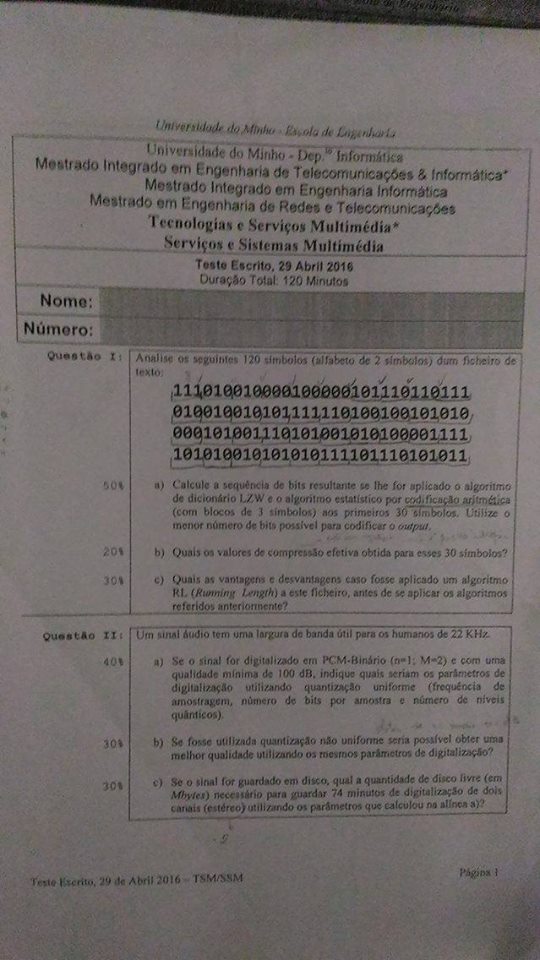 Universidade do Minho - Escola de Engenharia
Universidade do Minho - Dep.to Informática
Mestrado Integrado em Engenharia de Telecomunicações & Informática*
Mestrado Integrado em Engenharia Informática
Mestrado em Engenharia de Redes e Telecomunicações
Tecnologias e Serviços Multimédia*
Serviços e Sistemas Multimédia
Teste Escrito, 29 Abril 2016
Duração Total: 120 Minutos
Nome:
Número:
Questão I: Analise os seguintes 120 símbolos (alfabeto de 2 símbolos) dum ficheiro de
texto:
111010010000100000101110110111
010010010101111110100100101010
000101001110101001010100001111
101010010101010111101110101011
50% a) Calcule a sequência de bits resultante se lhe for aplicado o algoritmo
de dicionário LZW e o algoritmo estatístico por codificação aritmética
(com blocos de 3 símbolos) aos primeiros 30 símbolos. Utilize o
menor número de bits possível para codificar o output.
20% b) Quais os valores de compressão efetiva obtida para esses 30 símbolos?
30% c) Quais as vantagens e desvantagens caso fosse aplicado um algoritmo
RL (Running Length) a este ficheiro, antes de se aplicar os algoritmos
referidos anteriormente?
Questão II: Um sinal áudio tem uma largura de banda útil para os humanos de 22 KHz.
40% a) Se o sinal for digitalizado em PCM-Binário (n=1; M=2) e com uma
qualidade mínima de 100 dB, indique quais seriam os parâmetros de
digitalização utilizando quantização uniforme (frequência de
amostragem, número de bits por amostra e número de níveis
quânticos).
30% b) Se fosse utilizada quantização não uniforme seria possível obter uma
melhor qualidade utilizando os mesmos parâmetros de digitalização?
30% c) Se o sinal for guardado em disco, qual a quantidade de disco livre (em
Mbytes) necessário para guardar 74 minutos de digitalização de dois
canais (estéreo) utilizando os parâmetros que calculou na alínea a)?
Teste Escrito, 29 de Abril 2016 – TSM/SSM
Página 1